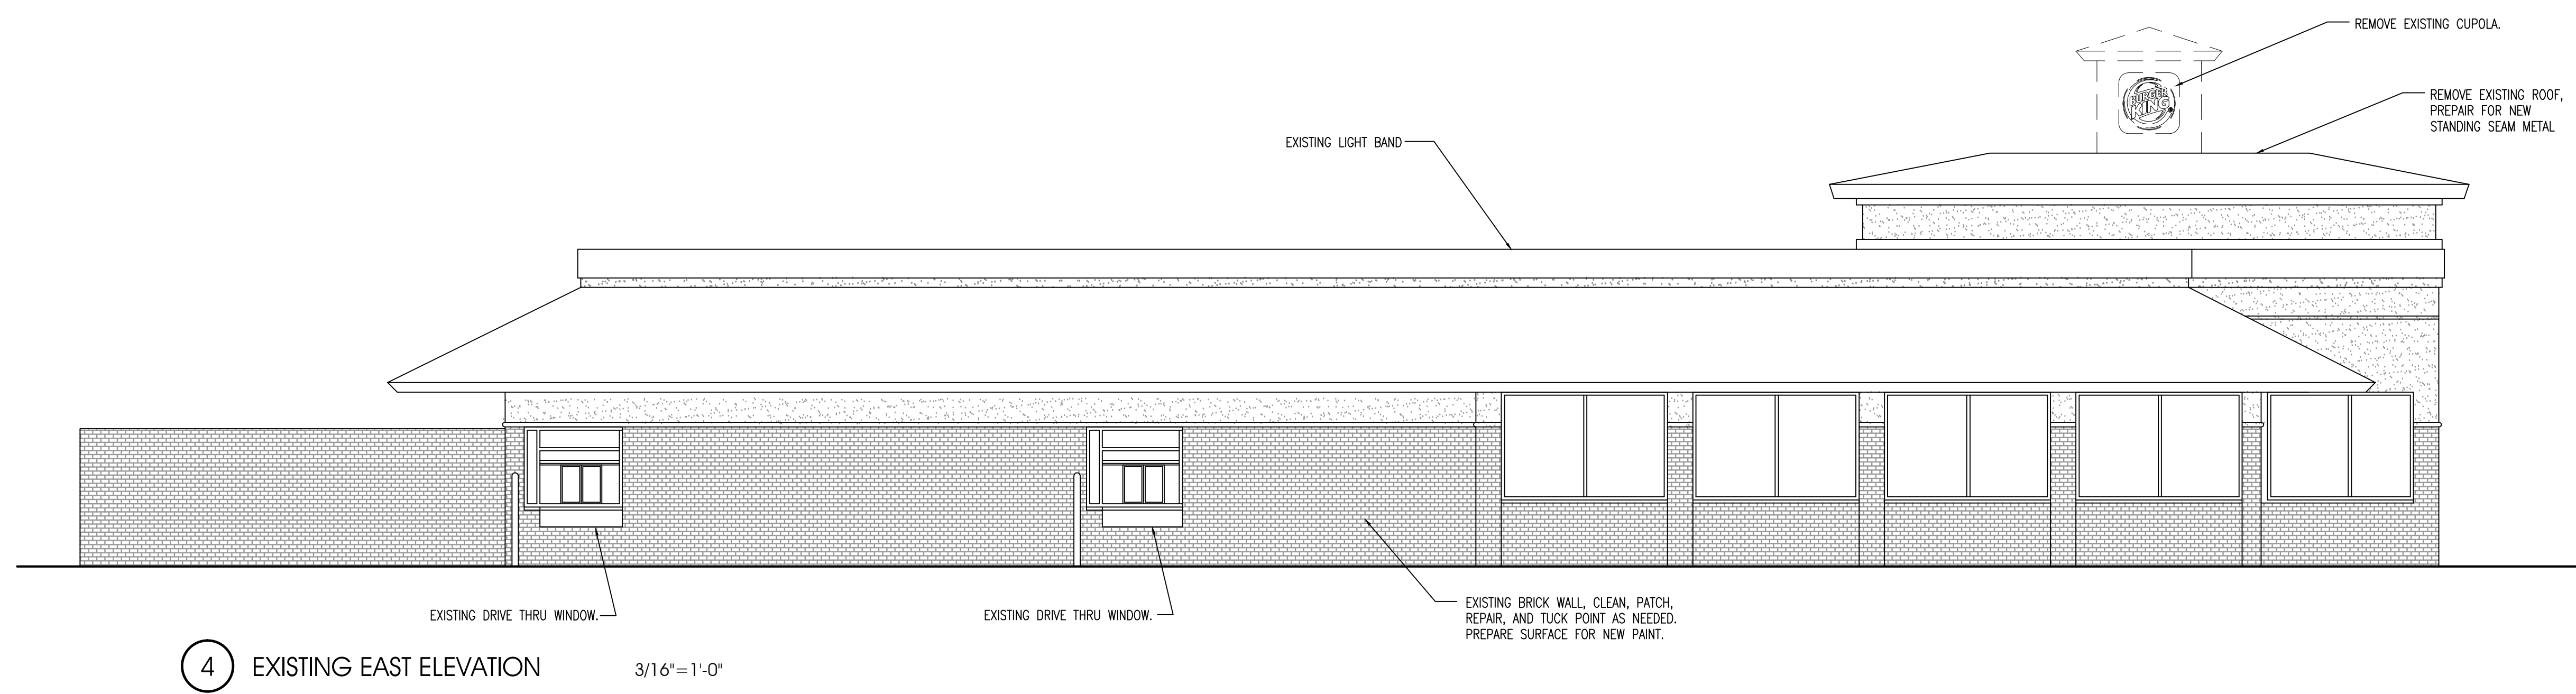 REMOVE EXISTING CUPOLA.
BURGER
KING
REMOVE EXISTING ROOF,
PREPAIR FOR NEW
STANDING SEAM METAL
EXISTING LIGHT BAND
EXISTING DRIVE THRU WINDOW.
EXISTING DRIVE THRU WINDOW.
EXISTING BRICK WALL, CLEAN, PATCH,
REPAIR, AND TUCK POINT AS NEEDED.
PREPARE SURFACE FOR NEW PAINT.
4 EXISTING EAST ELEVATION 3/16"=1'-0"